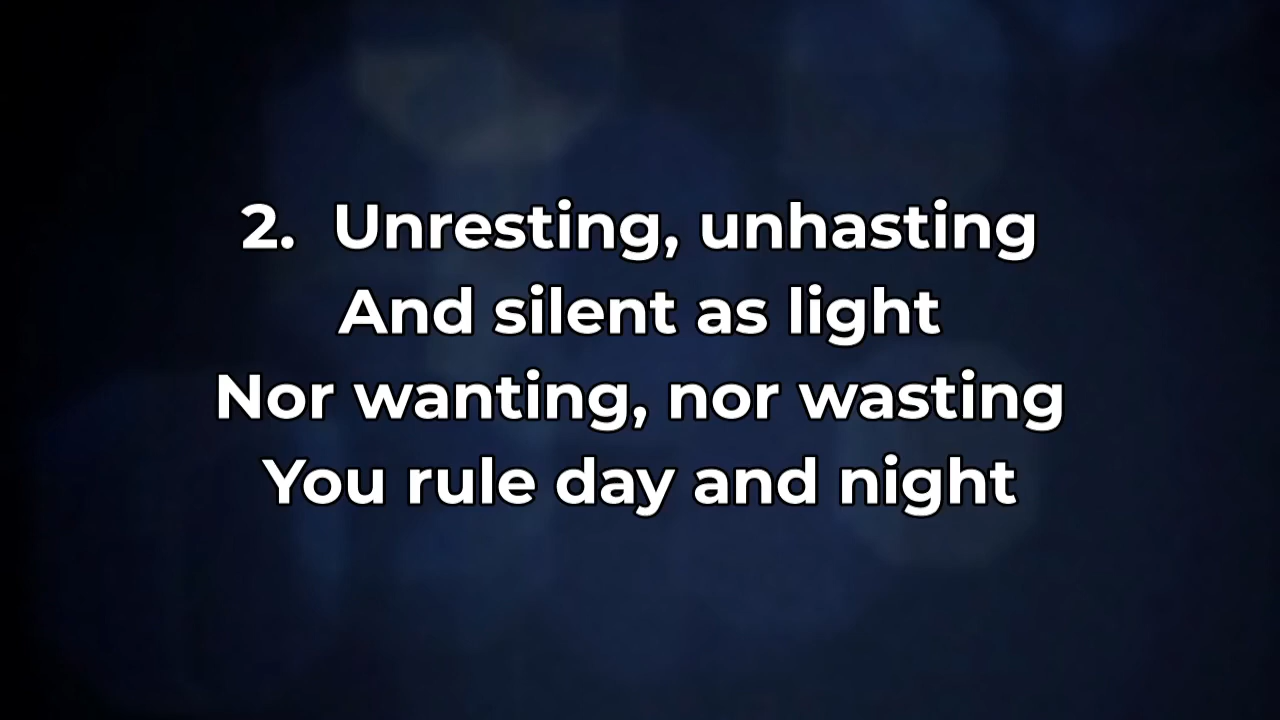 2.  Unresting, unhasting
And silent as light
Nor wanting, nor wasting
You rule day and night